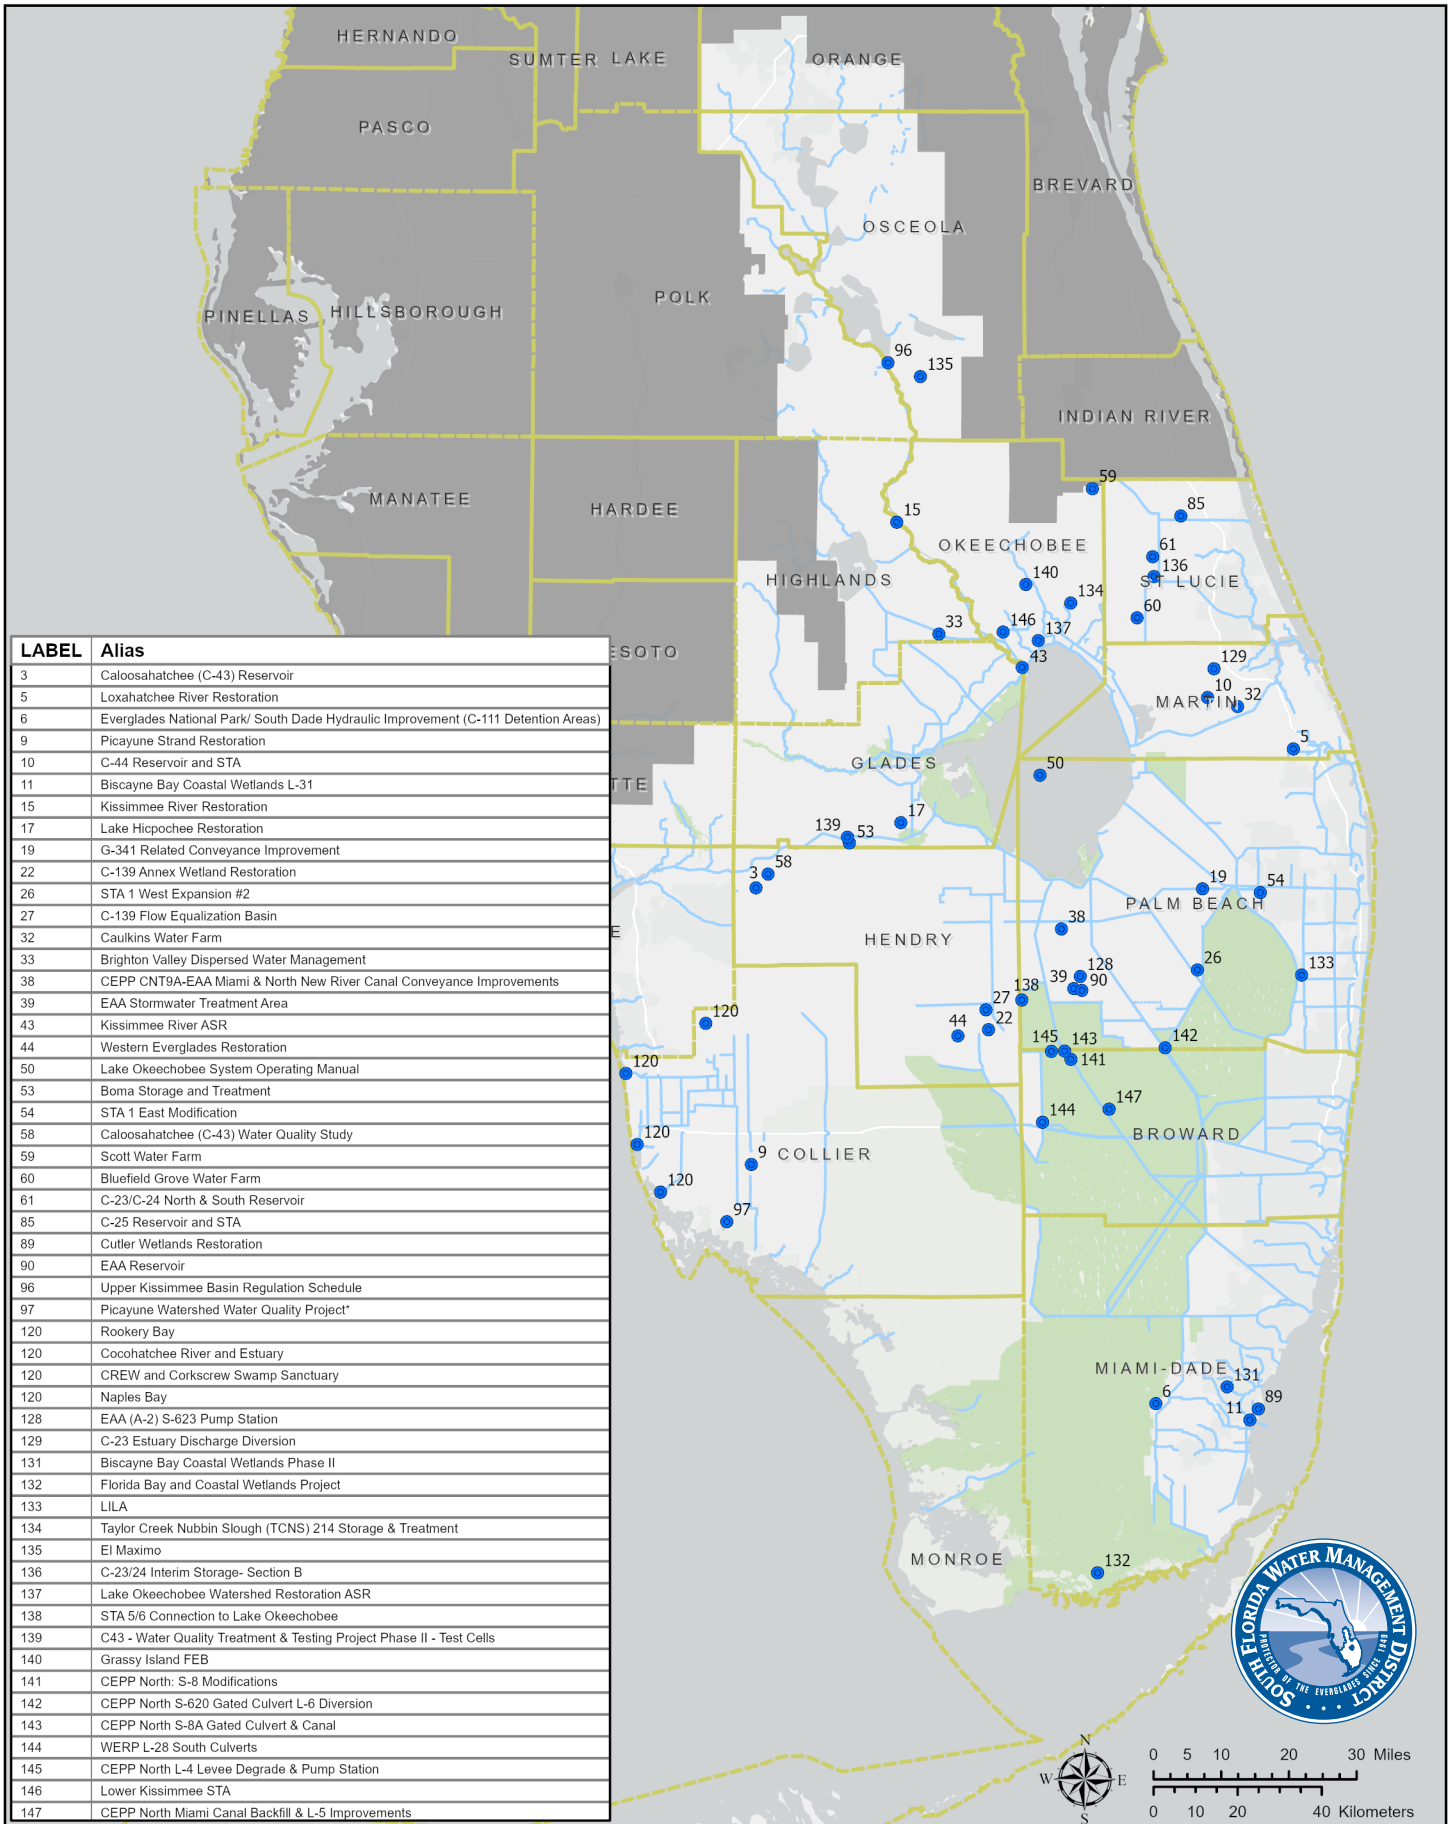 HERNANDO
SUMTER
LAKE
ORANGE
PASCO
BREVARD
OSCEOLA
POLK
PINELLAS
HILLSBOROUGH
96
135
INDIAN RIVER
59
MANATEE
HARDEE
15
85
OKEECHOBEE
61
136
HIGHLANDS
140
ST LUCIE
134
60
33
146
137
ESOTO
43
129
10
MARTIN
32
5
GLADES
50
TTE
17
139
53
58
3
19
54
PALM BEACH
38
E
HENDRY
128
26
133
39
90
138
27
120
22
44
145
143
142
141
120
147
144
120
BROWARD
9
COLLIER
120
97
MIAMI-DADE
131
6
89
11
MONROE
132
LABEL Alias
3 Caloosahatchee (C-43) Reservoir
5 Loxahatchee River Restoration
6 Everglades National Park/ South Dade Hydraulic Improvement (C-111 Detention Areas)
9 Picayune Strand Restoration
10 C-44 Reservoir and STA
11 Biscayne Bay Coastal Wetlands L-31
15 Kissimmee River Restoration
17 Lake Hicpochee Restoration
19 G-341 Related Conveyance Improvement
22 C-139 Annex Wetland Restoration
26 STA 1 West Expansion #2
27 C-139 Flow Equalization Basin
32 Caulkins Water Farm
33 Brighton Valley Dispersed Water Management
38 CEPP CNT9A-EAA Miami & North New River Canal Conveyance Improvements
39 EAA Stormwater Treatment Area
43 Kissimmee River ASR
44 Western Everglades Restoration
50 Lake Okeechobee System Operating Manual
53 Boma Storage and Treatment
54 STA 1 East Modification
58 Caloosahatchee (C-43) Water Quality Study
59 Scott Water Farm
60 Bluefield Grove Water Farm
61 C-23/C-24 North & South Reservoir
85 C-25 Reservoir and STA
89 Cutler Wetlands Restoration
90 EAA Reservoir
96 Upper Kissimmee Basin Regulation Schedule
97 Picayune Watershed Water Quality Project*
120 Rookery Bay
120 Cocohatchee River and Estuary
120 CREW and Corkscrew Swamp Sanctuary
120 Naples Bay
128 EAA (A-2) S-623 Pump Station
129 C-23 Estuary Discharge Diversion
131 Biscayne Bay Coastal Wetlands Phase II
132 Florida Bay and Coastal Wetlands Project
133 LILA
134 Taylor Creek Nubbin Slough (TCNS) 214 Storage & Treatment
135 El Maximo
136 C-23/24 Interim Storage- Section B
137 Lake Okeechobee Watershed Restoration ASR
138 STA 5/6 Connection to Lake Okeechobee
139 C43 - Water Quality Treatment & Testing Project Phase II - Test Cells
140 Grassy Island FEB
141 CEPP North: S-8 Modifications
142 CEPP North S-620 Gated Culvert L-6 Diversion
143 CEPP North S-8A Gated Culvert & Canal
144 WERP L-28 South Culverts
145 CEPP North L-4 Levee Degrade & Pump Station
146 Lower Kissimmee STA
147 CEPP North Miami Canal Backfill & L-5 Improvements
SOUTH FLORIDA WATER MANAGEMENT DISTRICT
PROTECTOR OF THE EVERGLADES SINCE 1949
N
W E
S
0 5 10 20 30 Miles
0 10 20 40 Kilometers